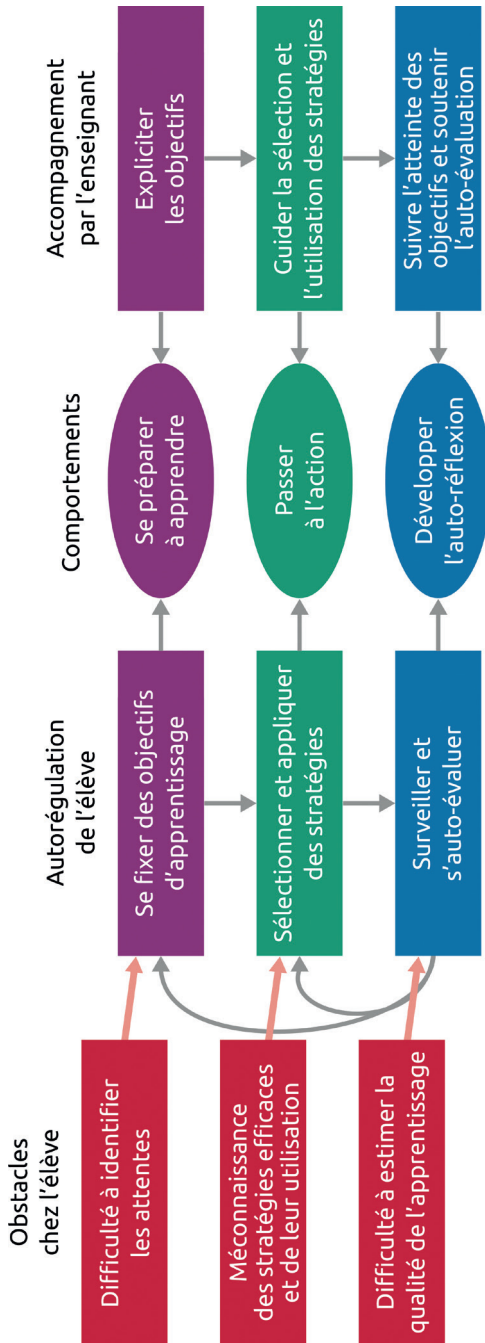 Obstacles
chez l'élève
Autorégulation
de l'élève
Comportements
Accompagnement
par l'enseignant
Difficulté à identifier
les attentes
Se fixer des objectifs
d'apprentissage
Se préparer
à apprendre
Expliciter
les objectifs
Méconnaissance
des stratégies efficaces
et de leur utilisation
Sélectionner et appliquer
des stratégies
Passer
à l'action
Guider la sélection et
l'utilisation des stratégies
Difficulté à estimer la
qualité de l'apprentissage
Surveiller et
s'auto-évaluer
Développer
l'auto-réflexion
Suivre l'atteinte des
objectifs et soutenir
l'auto-évaluation